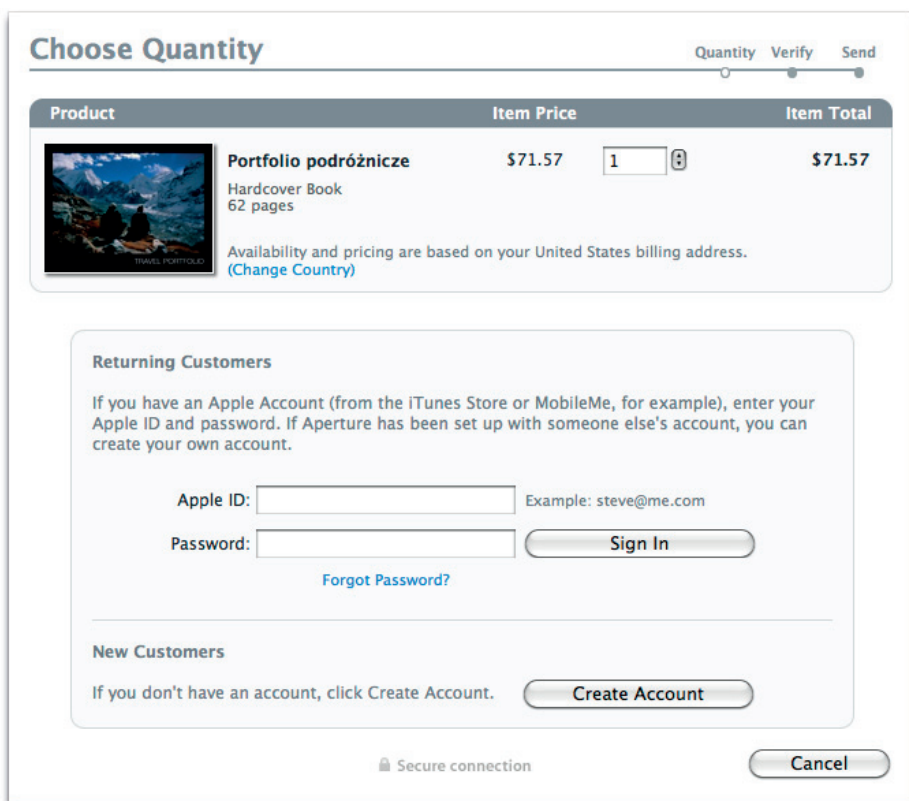 Choose Quantity
Quantity Verify Send
Product Item Price Item Total
Portfolio podróżnicze $71.57 1 $71.57
Hardcover Book
62 pages
TRAVEL PORTFOLIO
Availability and pricing are based on your United States billing address.
(Change Country)
Returning Customers
If you have an Apple Account (from the iTunes Store or MobileMe, for example), enter your
Apple ID and password. If Aperture has been set up with someone else's account, you can
create your own account.
Apple ID: Example: steve@me.com
Password: Sign In
Forgot Password?
New Customers
If you don't have an account, click Create Account. Create Account
Secure connection Cancel